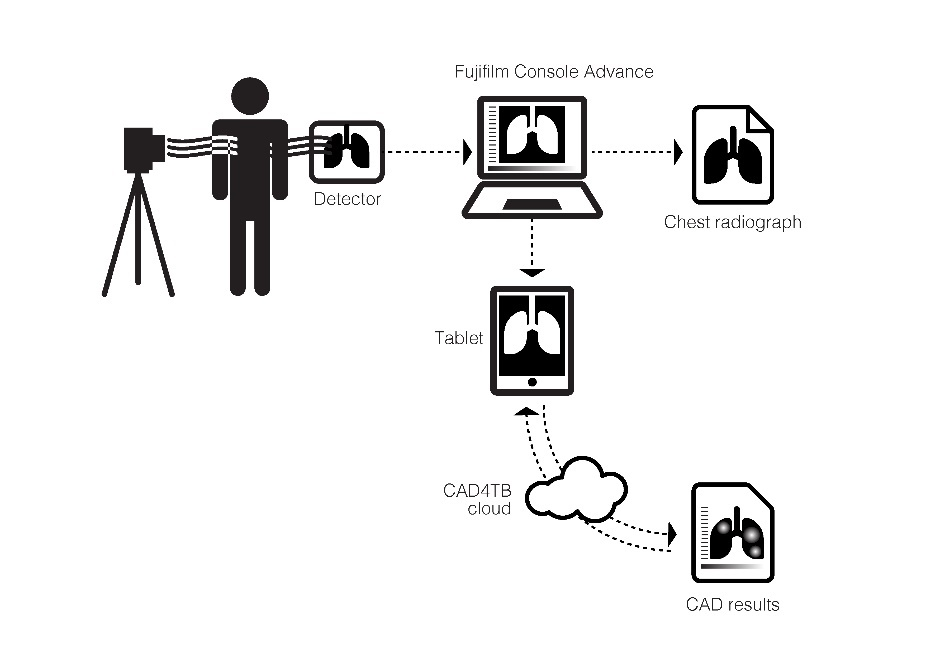 Fujifilm Console Advance
Detector
Chest radiograph
Tablet
CAD4TB
cloud
CAD results